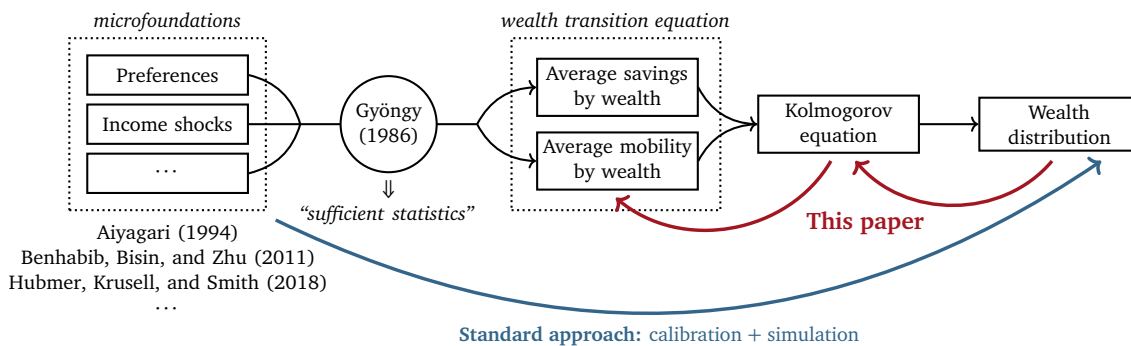 microfoundations
Preferences
Income shocks
...
Aiyagari (1994)
Benhabib, Bisin, and Zhu (2011)
Hubmer, Krusell, and Smith (2018)
...
Gyöngy
(1986)
⇓
“sufficient statistics”
wealth transition equation
Average savings
by wealth
Average mobility
by wealth
Kolmogorov
equation
Wealth
distribution
This paper
Standard approach: calibration + simulation